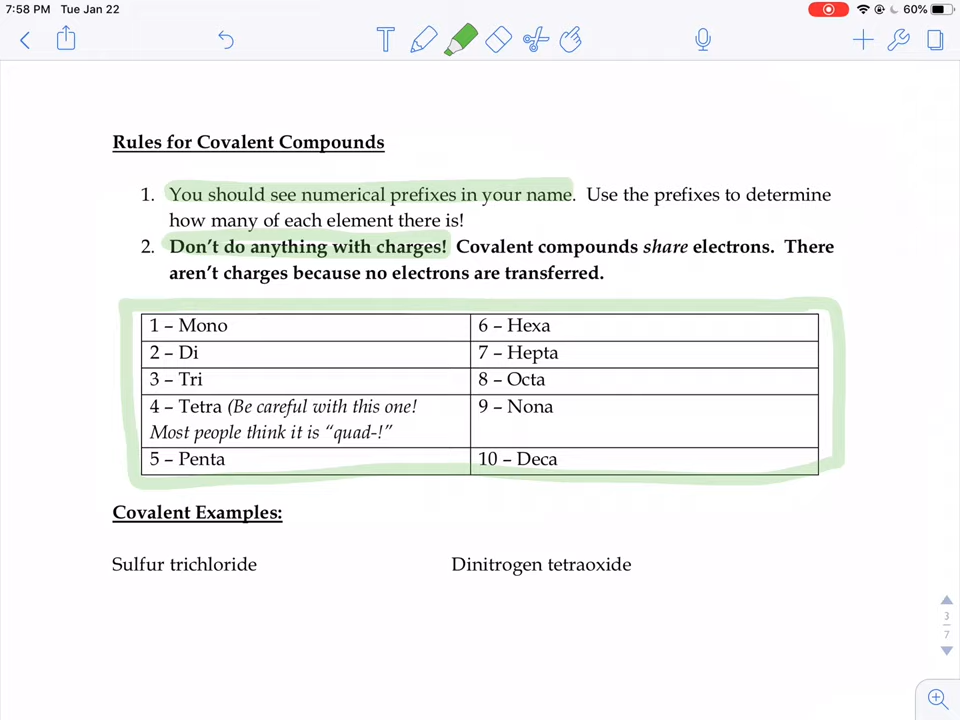 7:58 PM Tue Jan 22
60%
Rules for Covalent Compounds
1. You should see numerical prefixes in your name. Use the prefixes to determine
how many of each element there is!
2. Don't do anything with charges! Covalent compounds share electrons. There
aren't charges because no electrons are transferred.
1 – Mono
6 – Hexa
2 – Di
7 – Hepta
3 – Tri
8 – Octa
4 – Tetra (Be careful with this one!
Most people think it is “quad-!”
9 – Nona
5 – Penta
10 – Deca
Covalent Examples:
Sulfur trichloride
Dinitrogen tetraoxide
3
7